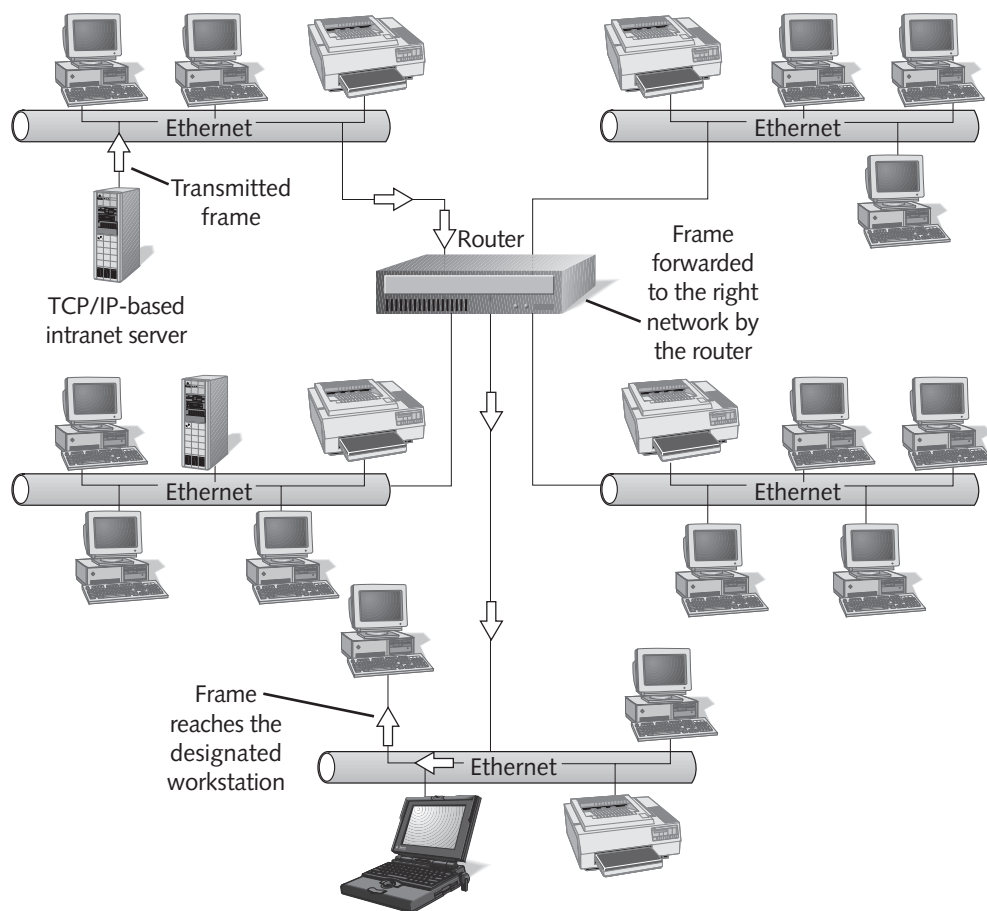 Ethernet
Ethernet
Transmitted
frame
Router
Frame
forwarded
to the right
network by
the router
TCP/IP-based
intranet server
Ethernet
Ethernet
Frame
reaches the
designated
workstation
Ethernet